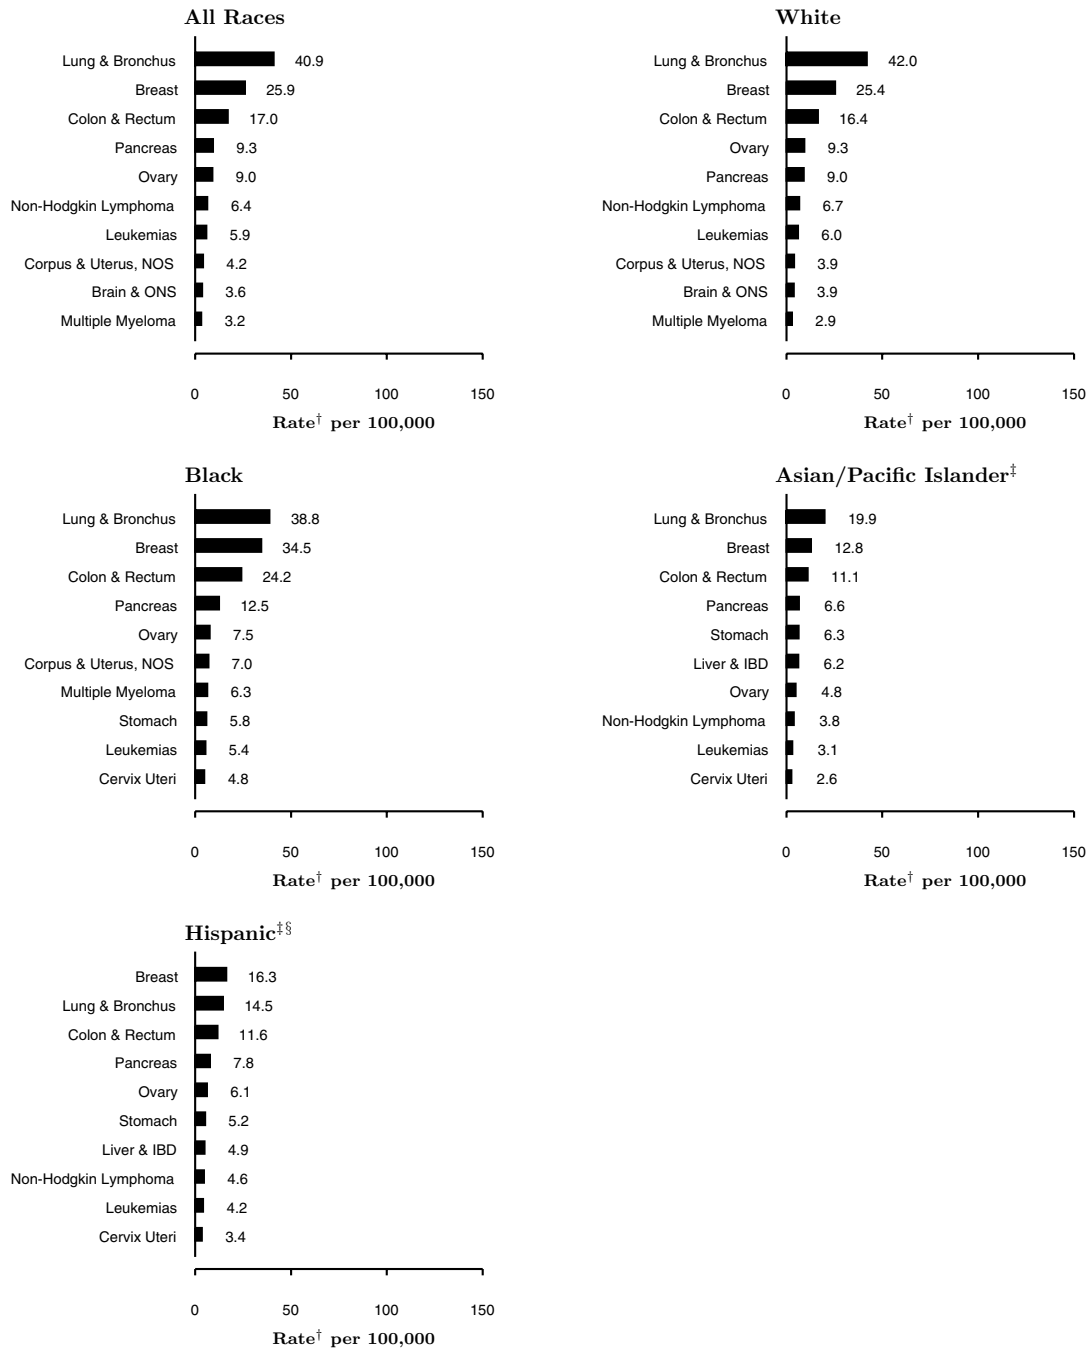 All Races
Lung & Bronchus 40.9
Breast 25.9
Colon & Rectum 17.0
Pancreas 9.3
Ovary 9.0
Non-Hodgkin Lymphoma 6.4
Leukemias 5.9
Corpus & Uterus, NOS 4.2
Brain & ONS 3.6
Multiple Myeloma 3.2
0 50 100 150
Rate† per 100,000
White
Lung & Bronchus 42.0
Breast 25.4
Colon & Rectum 16.4
Ovary 9.3
Pancreas 9.0
Non-Hodgkin Lymphoma 6.7
Leukemias 6.0
Corpus & Uterus, NOS 3.9
Brain & ONS 3.9
Multiple Myeloma 2.9
0 50 100 150
Rate† per 100,000
Black
Lung & Bronchus 38.8
Breast 34.5
Colon & Rectum 24.2
Pancreas 12.5
Ovary 7.5
Corpus & Uterus, NOS 7.0
Multiple Myeloma 6.3
Stomach 5.8
Leukemias 5.4
Cervix Uteri 4.8
0 50 100 150
Rate† per 100,000
Asian/Pacific Islander‡
Lung & Bronchus 19.9
Breast 12.8
Colon & Rectum 11.1
Pancreas 6.6
Stomach 6.3
Liver & IBD 6.2
Ovary 4.8
Non-Hodgkin Lymphoma 3.8
Leukemias 3.1
Cervix Uteri 2.6
0 50 100 150
Rate† per 100,000
Hispanic‡§
Breast 16.3
Lung & Bronchus 14.5
Colon & Rectum 11.6
Pancreas 7.8
Ovary 6.1
Stomach 5.2
Liver & IBD 4.9
Non-Hodgkin Lymphoma 4.6
Leukemias 4.2
Cervix Uteri 3.4
0 50 100 150
Rate† per 100,000